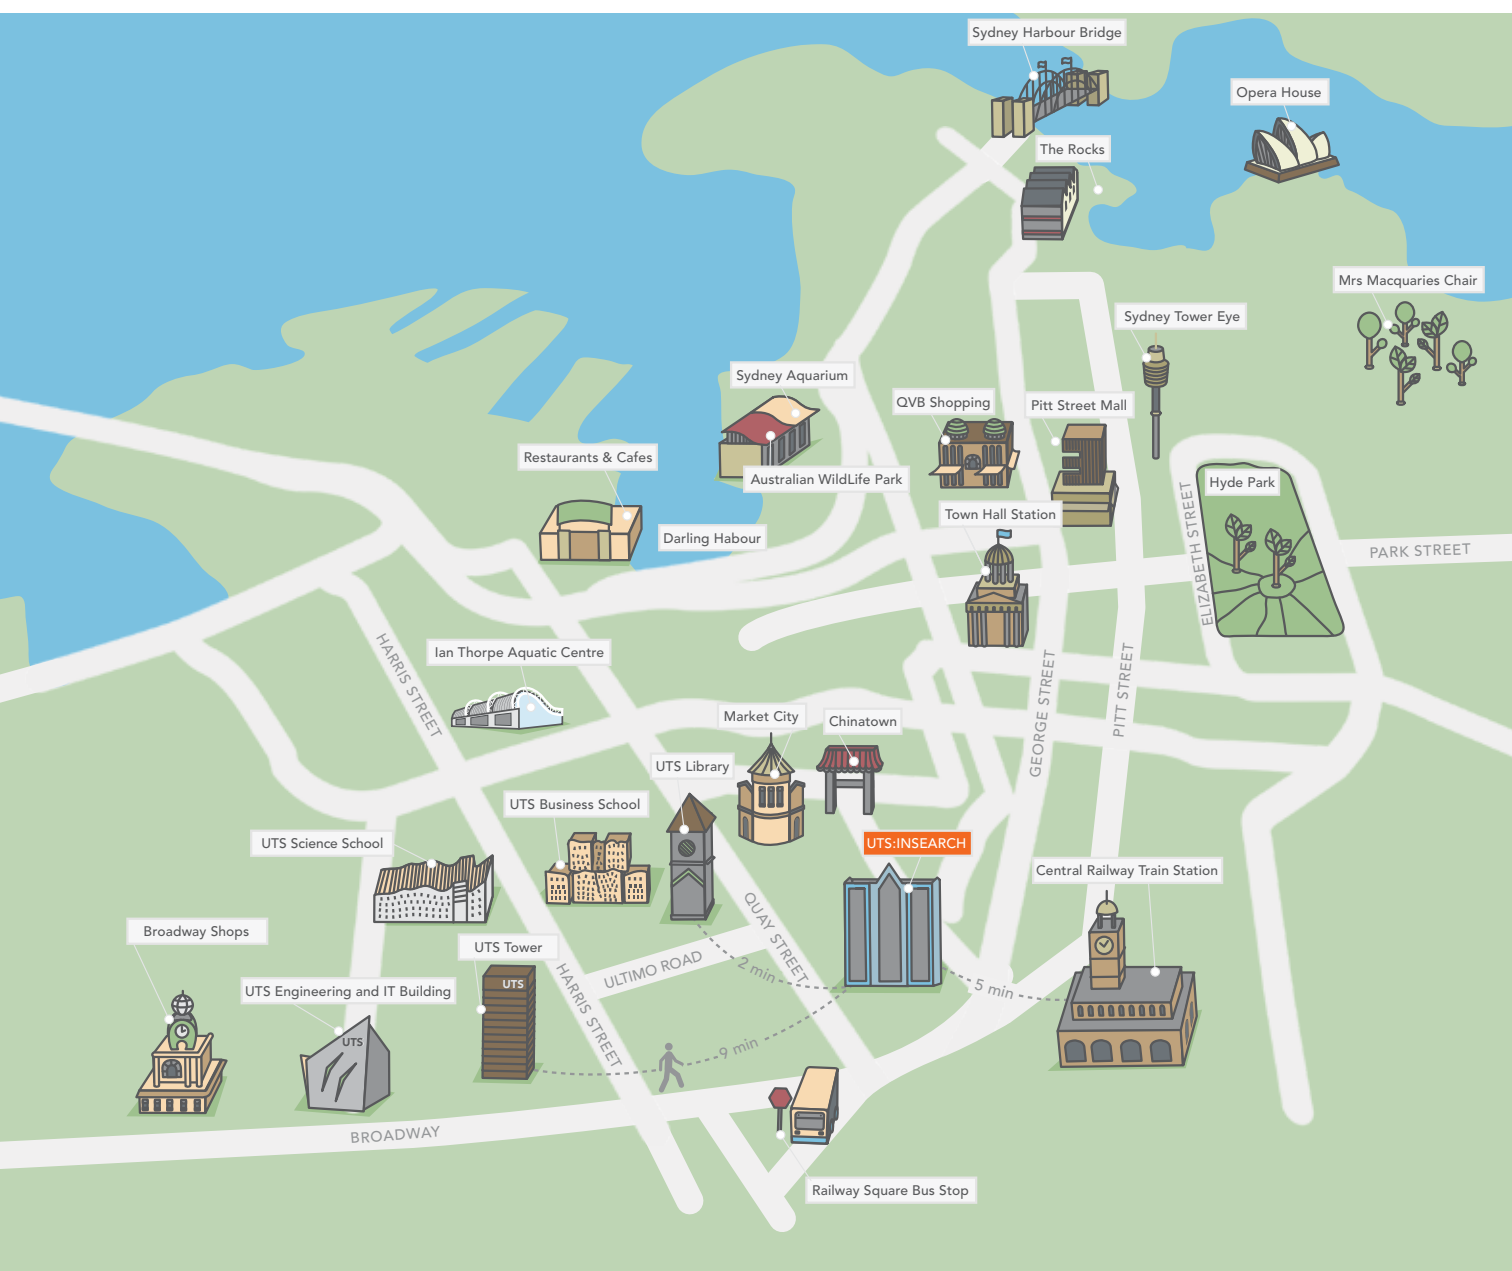 Sydney Harbour Bridge
Opera House
The Rocks
Mrs Macquaries Chair
Sydney Tower Eye
Sydney Aquarium
QVB Shopping
Pitt Street Mall
Restaurants & Cafes
Australian WildLife Park
Hyde Park
Town Hall Station
Darling Habour
ELIZABETH STREET
PARK STREET
HARRIS STREET
Ian Thorpe Aquatic Centre
GEORGE STREET
PITT STREET
Market City
Chinatown
UTS Library
UTS Business School
UTS Science School
UTS:INSEARCH
Central Railway Train Station
QUAY STREET
Broadway Shops
UTS Tower
ULTIMO ROAD
2 min
5 min
UTS Engineering and IT Building
UTS
HARRIS STREET
UTS
9 min
BROADWAY
Railway Square Bus Stop